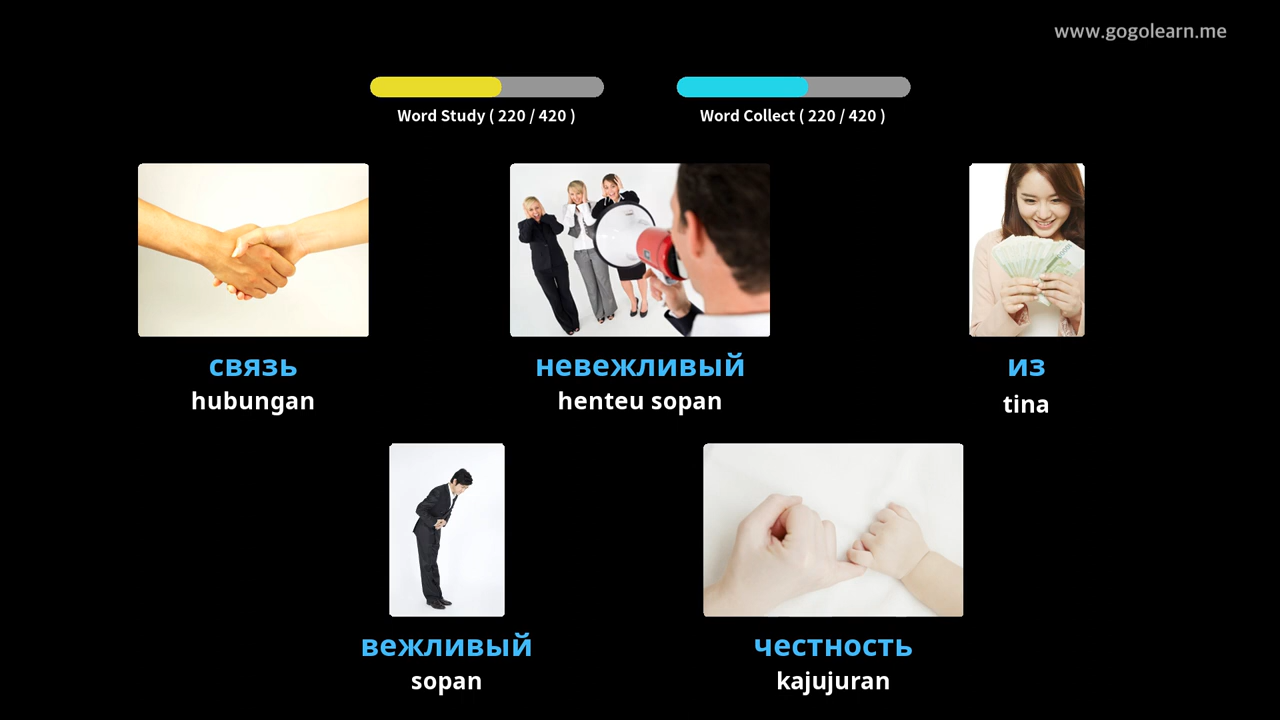 www.gogolearn.me
Word Study ( 220 / 420 )
Word Collect ( 220 / 420 )
связь
hubungan
невежливый
henteu sopan
из
tina
вежливый
sopan
честность
kajujuran